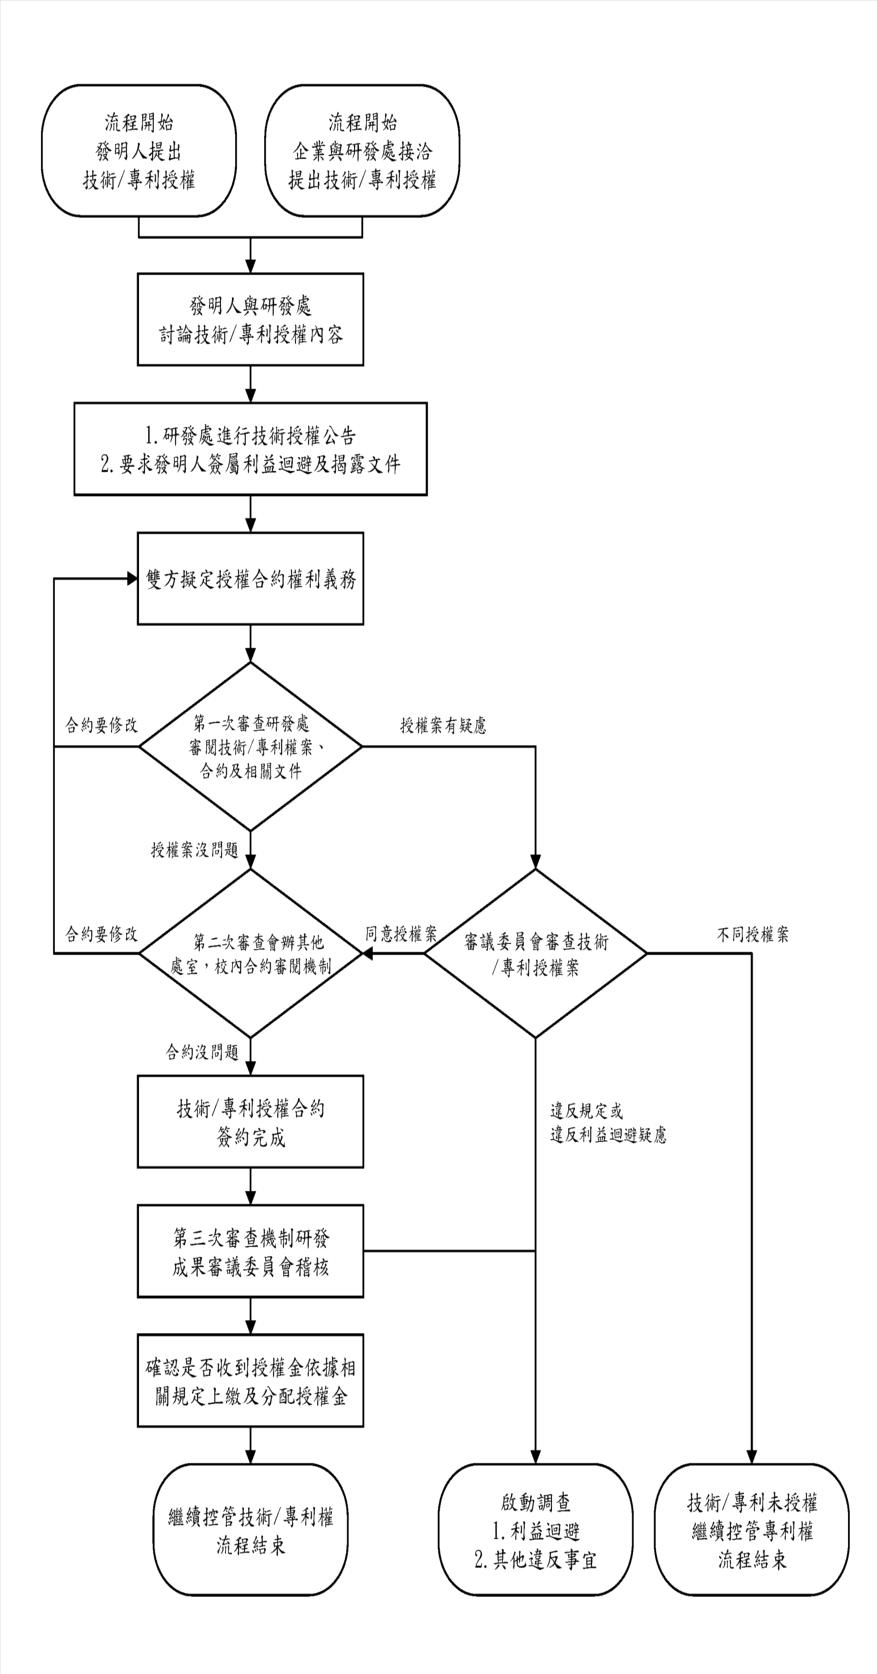 流程開始
發明人提出
技術/專利授權
流程開始
企業與研發處接洽
提出技術/專利授權
發明人與研發處
討論技術/專利授權內容
1.研發處進行技術授權公告
2.要求發明人簽屬利益迴避及揭露文件
雙方擬定授權合約權利義務
合約要修改
第一次審查研發處
審閱技術/專利權案、
合約及相關文件
授權案有疑慮
授權案沒問題
合約要修改
第二次審查會辦其他
處室，校內合約審閱機制
同意授權案
審議委員會審查技術
/專利授權案
不同授權案
合約沒問題
技術/專利授權合約
簽約完成
違反規定或
違反利益迴避疑慮
第三次審查機制研發
成果審議委員會稽核
確認是否收到授權金依據相
關規定上繳及分配授權金
繼續控管技術/專利權
流程結束
啟動調查
1.利益迴避
2.其他違反事宜
技術/專利未授權
繼續控管專利權
流程結束